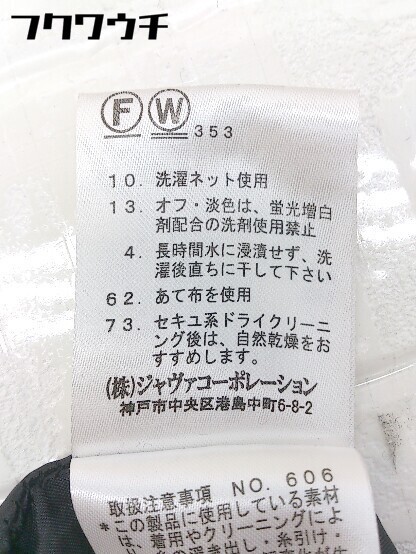 フクワウチ
F W 353
10. 洗濯ネット使用
13. オフ・淡色は、蛍光増白
剤配合の洗剤使用禁止
4. 長時間水に浸漬せず、洗
濯後直ちに干して下さい
62. あて布を使用
73. セキユ系ドライクリーニ
ング後は、自然乾燥をお
すすめします。
(株)ジャヴァコーポレーション
神戸市中央区港島中町6-8-2
取扱注意事項 NO. 606
*この製品に使用している素材
は、着用やクリーニングによ